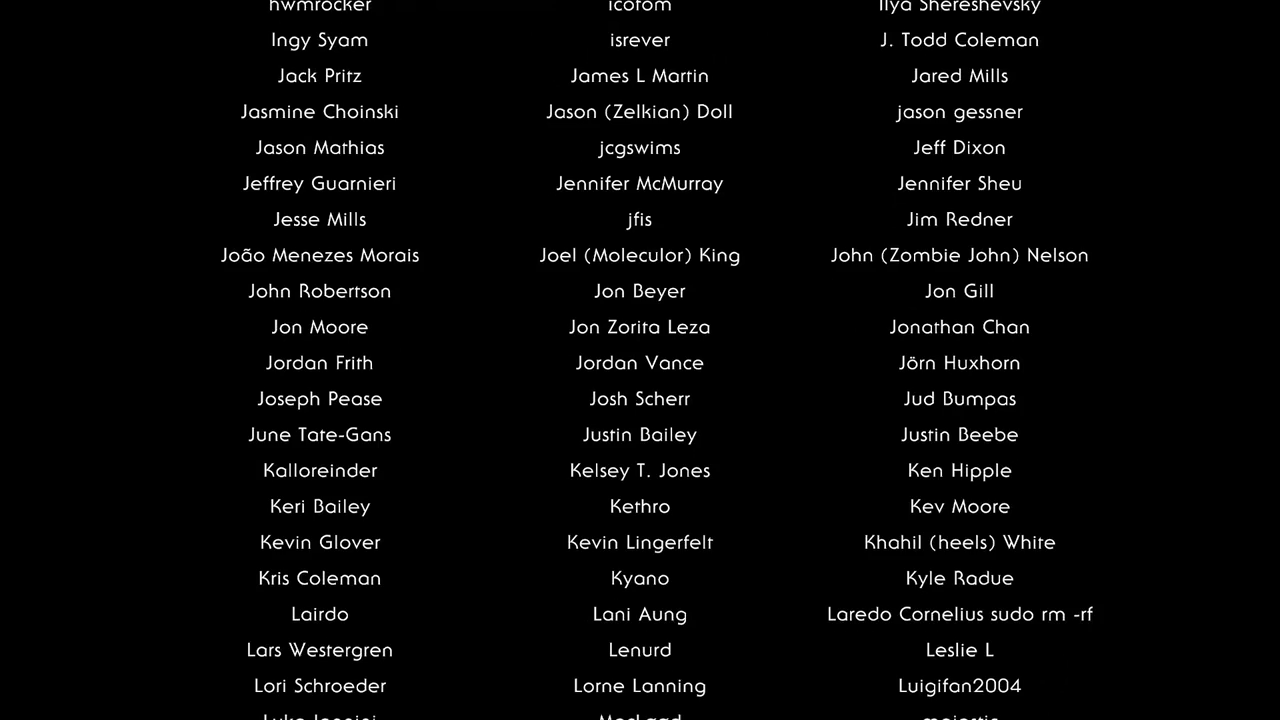 hwmrocker icofom Ilya Shereshevsky
Ingy Syam isrever J. Todd Coleman
Jack Pritz James L Martin Jared Mills
Jasmine Choinski Jason (Zelkian) Doll jason gessner
Jason Mathias jcgswims Jeff Dixon
Jeffrey Guarnieri Jennifer McMurray Jennifer Sheu
Jesse Mills jfis Jim Redner
João Menezes Morais Joel (Moleculor) King John (Zombie John) Nelson
John Robertson Jon Beyer Jon Gill
Jon Moore Jon Zorita Leza Jonathan Chan
Jordan Frith Jordan Vance Jörn Huxhorn
Joseph Pease Josh Scherr Jud Bumpas
June Tate-Gans Justin Bailey Justin Beebe
Kalloreinder Kelsey T. Jones Ken Hipple
Keri Bailey Kethro Kev Moore
Kevin Glover Kevin Lingerfelt Khahil (heels) White
Kris Coleman Kyano Kyle Radue
Lairdo Lani Aung Laredo Cornelius sudo rm -rf
Lars Westergren Lenurd Leslie L
Lori Schroeder Lorne Lanning Luigifan2004